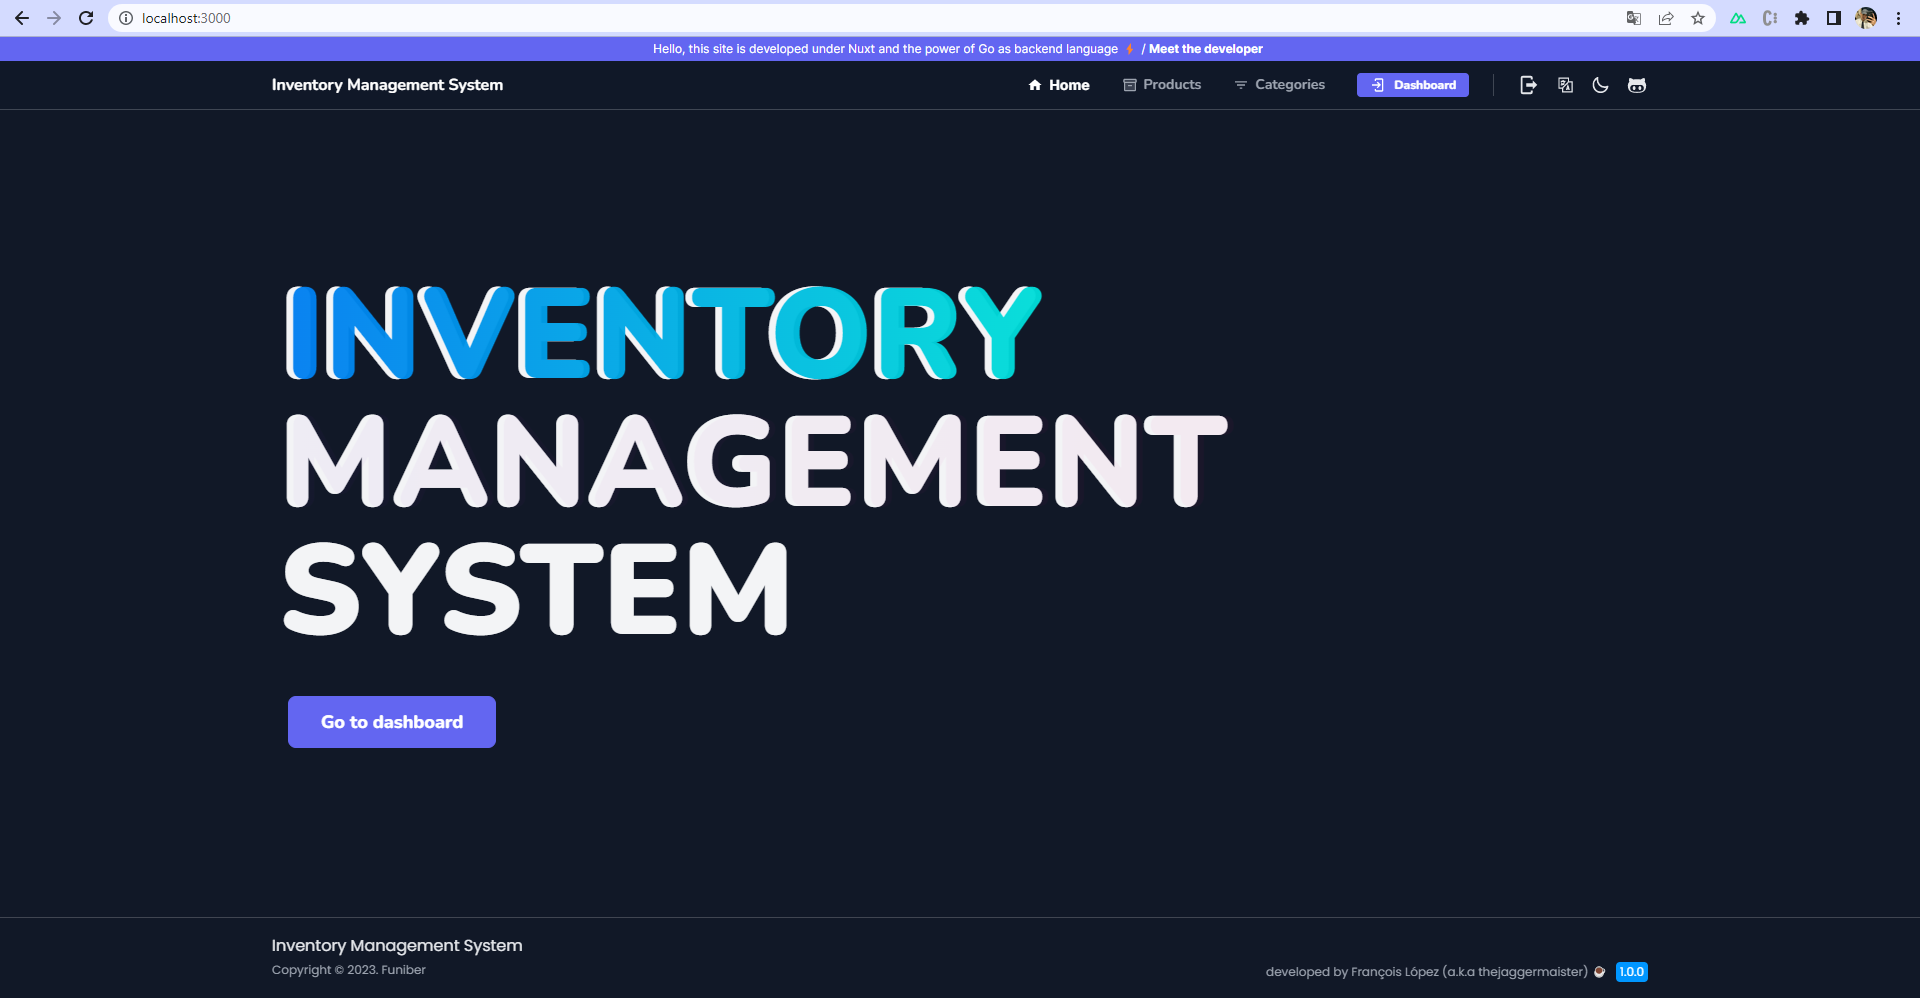 localhost:3000
Hello, this site is developed under Nuxt and the power of Go as backend language ⚡ / Meet the developer
Inventory Management System
Home
Products
Categories
Dashboard
INVENTORY
MANAGEMENT
SYSTEM
Go to dashboard
Inventory Management System
Copyright © 2023. Funiber
developed by François López (a.k.a thejaggermaister) ☕ 1.0.0